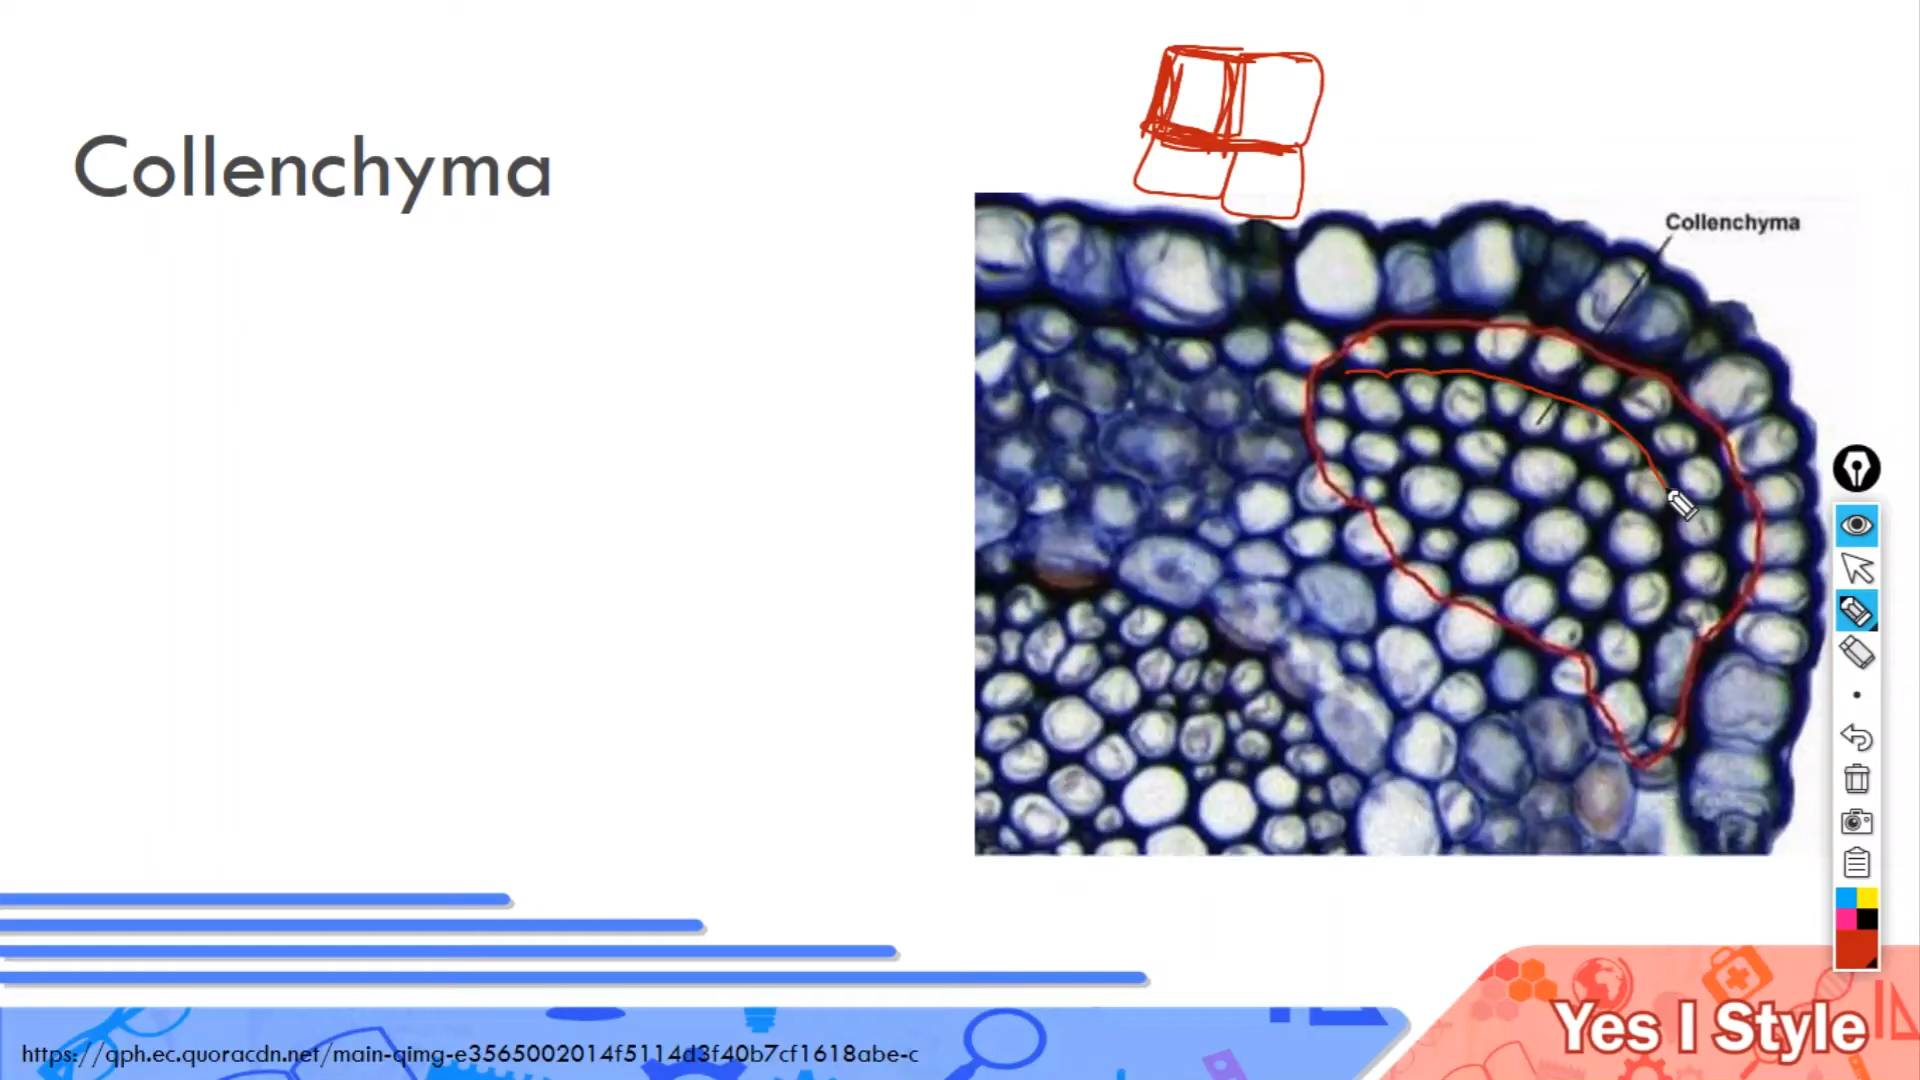 Collenchyma
Collenchyma
https://qph.ec.quoracdn.net/main-qimg-e3565002014f5114d3f40b7cf1618abe-c
Yes I Style